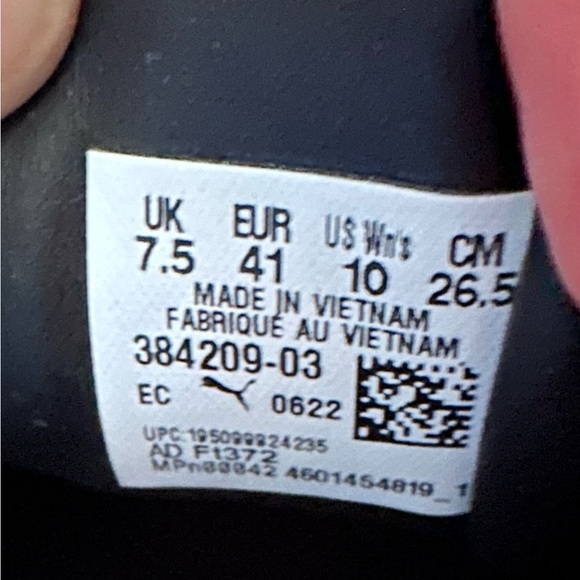 UK EUR US Wn's CM
7.5 41 10 26.5
MADE IN VIETNAM
FABRIQUÉ AU VIETNAM
384209-03
EC 0622
UPC:195099924235
AD Ft372
MPn00042 4601454819_1